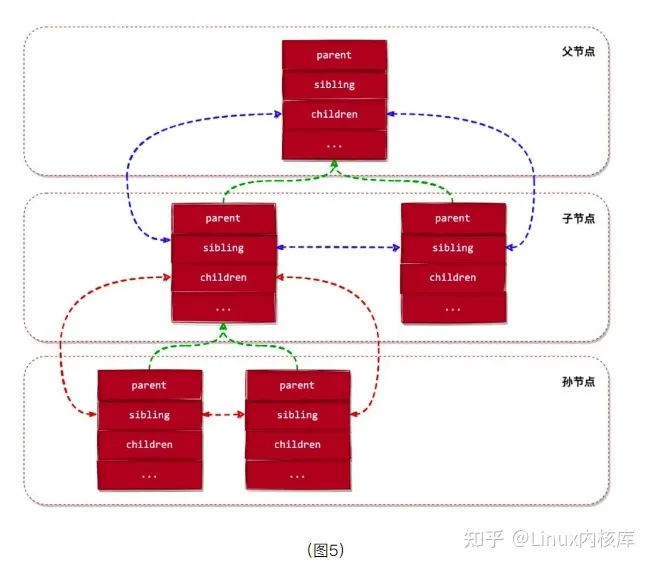 父节点
parent
sibling
children
...
子节点
parent
sibling
children
...
parent
sibling
children
...
孙节点
parent
sibling
children
...
parent
sibling
children
...
(图5)
知乎 @Linux内核库